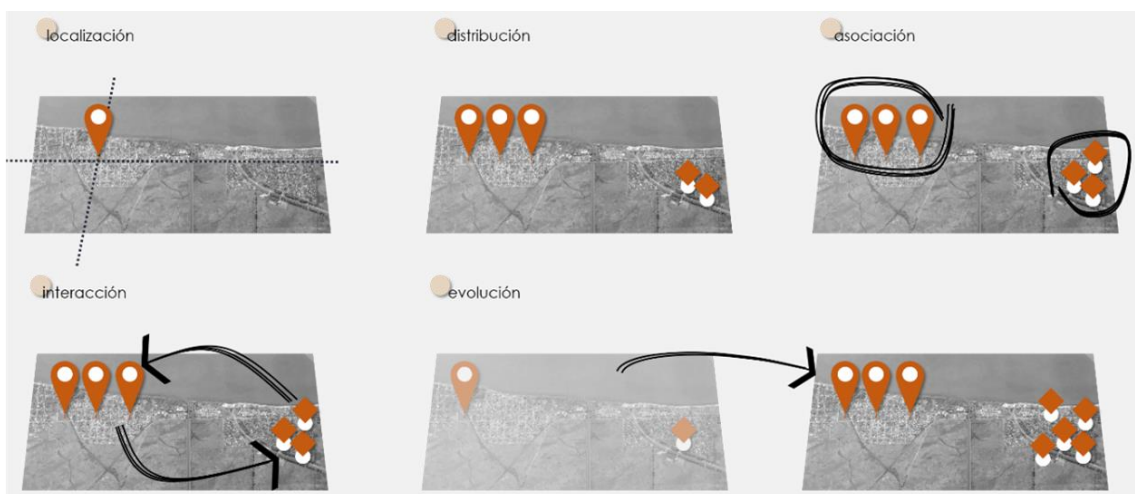 localización
distribución
asociación
interacción
evolución